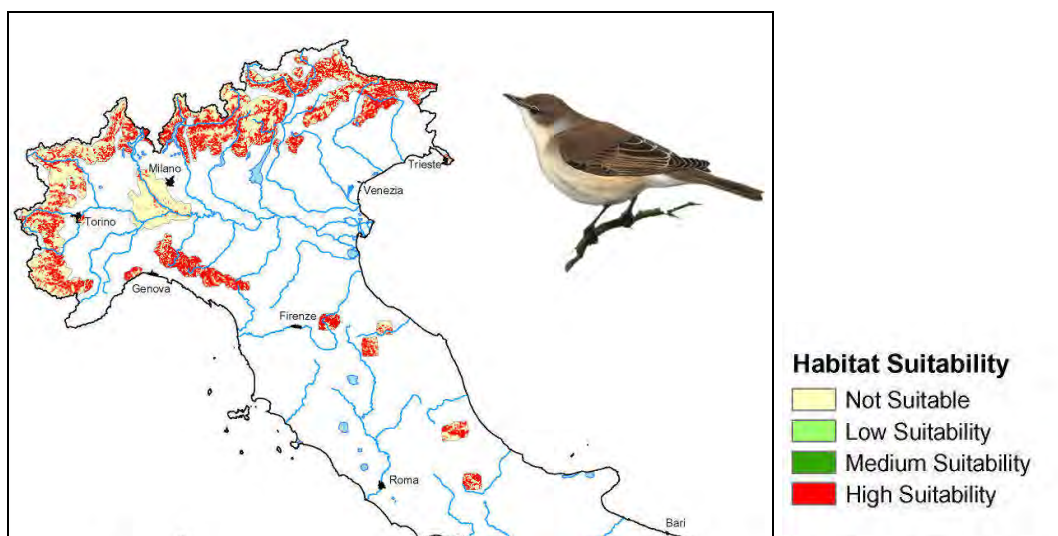 Milano
Trieste
Venezia
Torino
Genova
Firenze
Roma
Bari
Habitat Suitability
Not Suitable
Low Suitability
Medium Suitability
High Suitability